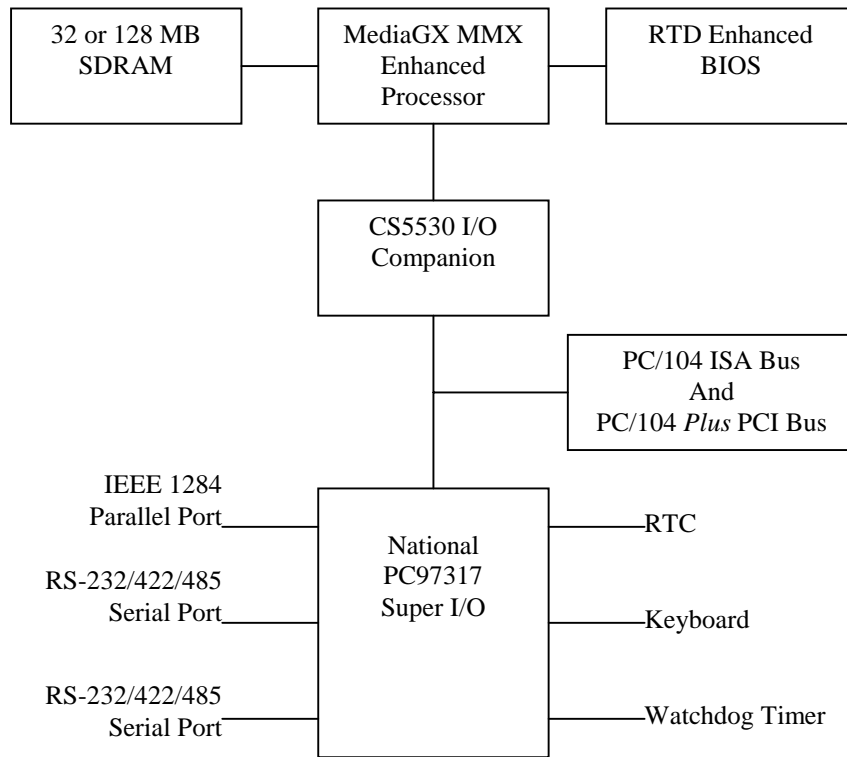 32 or 128 MB
SDRAM
MediaGX MMX
Enhanced
Processor
RTD Enhanced
BIOS
CS5530 I/O
Companion
PC/104 ISA Bus
And
PC/104 Plus PCI Bus
IEEE 1284
Parallel Port
RS-232/422/485
Serial Port
RS-232/422/485
Serial Port
National
PC97317
Super I/O
RTC
Keyboard
Watchdog Timer